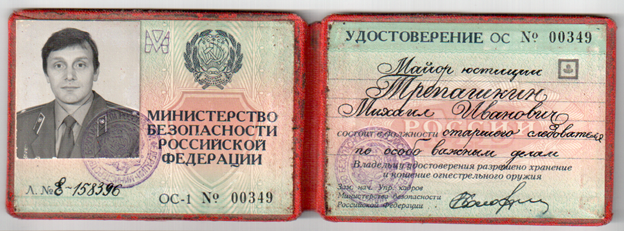 МИНИСТЕРСТВО
БЕЗОПАСНОСТИ
РОССИЙСКОЙ
ФЕДЕРАЦИИ
Л. № Е-158396
ОС-1 № 00349
УДОСТОВЕРЕНИЕ ОС № 00349
Майор юстиции
Трепашкин
Михаил Иванович
состоит в должности старшего следователя
по особо важным делам
Владельцу удостоверения разрешено хранение
и ношение огнестрельного оружия
Зам. нач. Упр. кадров
Министерства безопасности
Российской Федерации